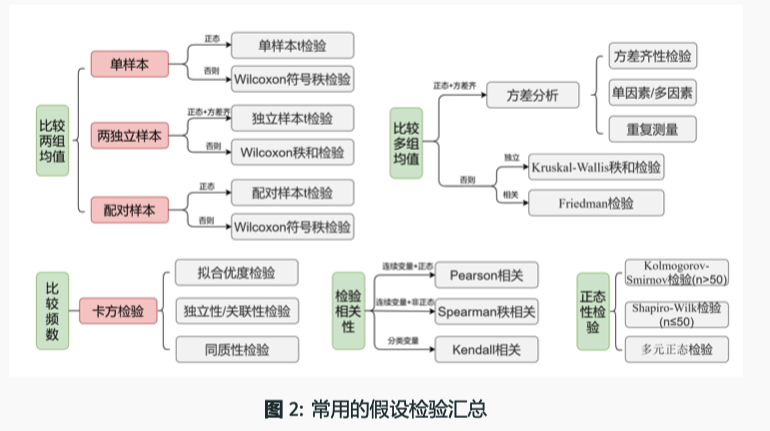 比较
两组
均值
单样本
正态
单样本t检验
否则
Wilcoxon符号秩检验
两独立样本
正态+方差齐
独立样本t检验
否则
Wilcoxon秩和检验
配对样本
正态
配对样本t检验
否则
Wilcoxon符号秩检验
比较
多组
均值
正态+方差齐
方差分析
方差齐性检验
单因素/多因素
重复测量
否则
独立
Kruskal-Wallis秩和检验
相关
Friedman检验
比
较
频
数
卡方检验
拟合优度检验
独立性/关联性检验
同质性检验
检验
相关
性
连续变量+正态
Pearson相关
连续变量+非正态
Spearman秩相关
分类变量
Kendall相关
正态
性检
验
Kolmogorov-
Smirnov检验(n>50)
Shapiro-Wilk检验
(n≤50)
多元正态检验
图 2: 常用的假设检验汇总